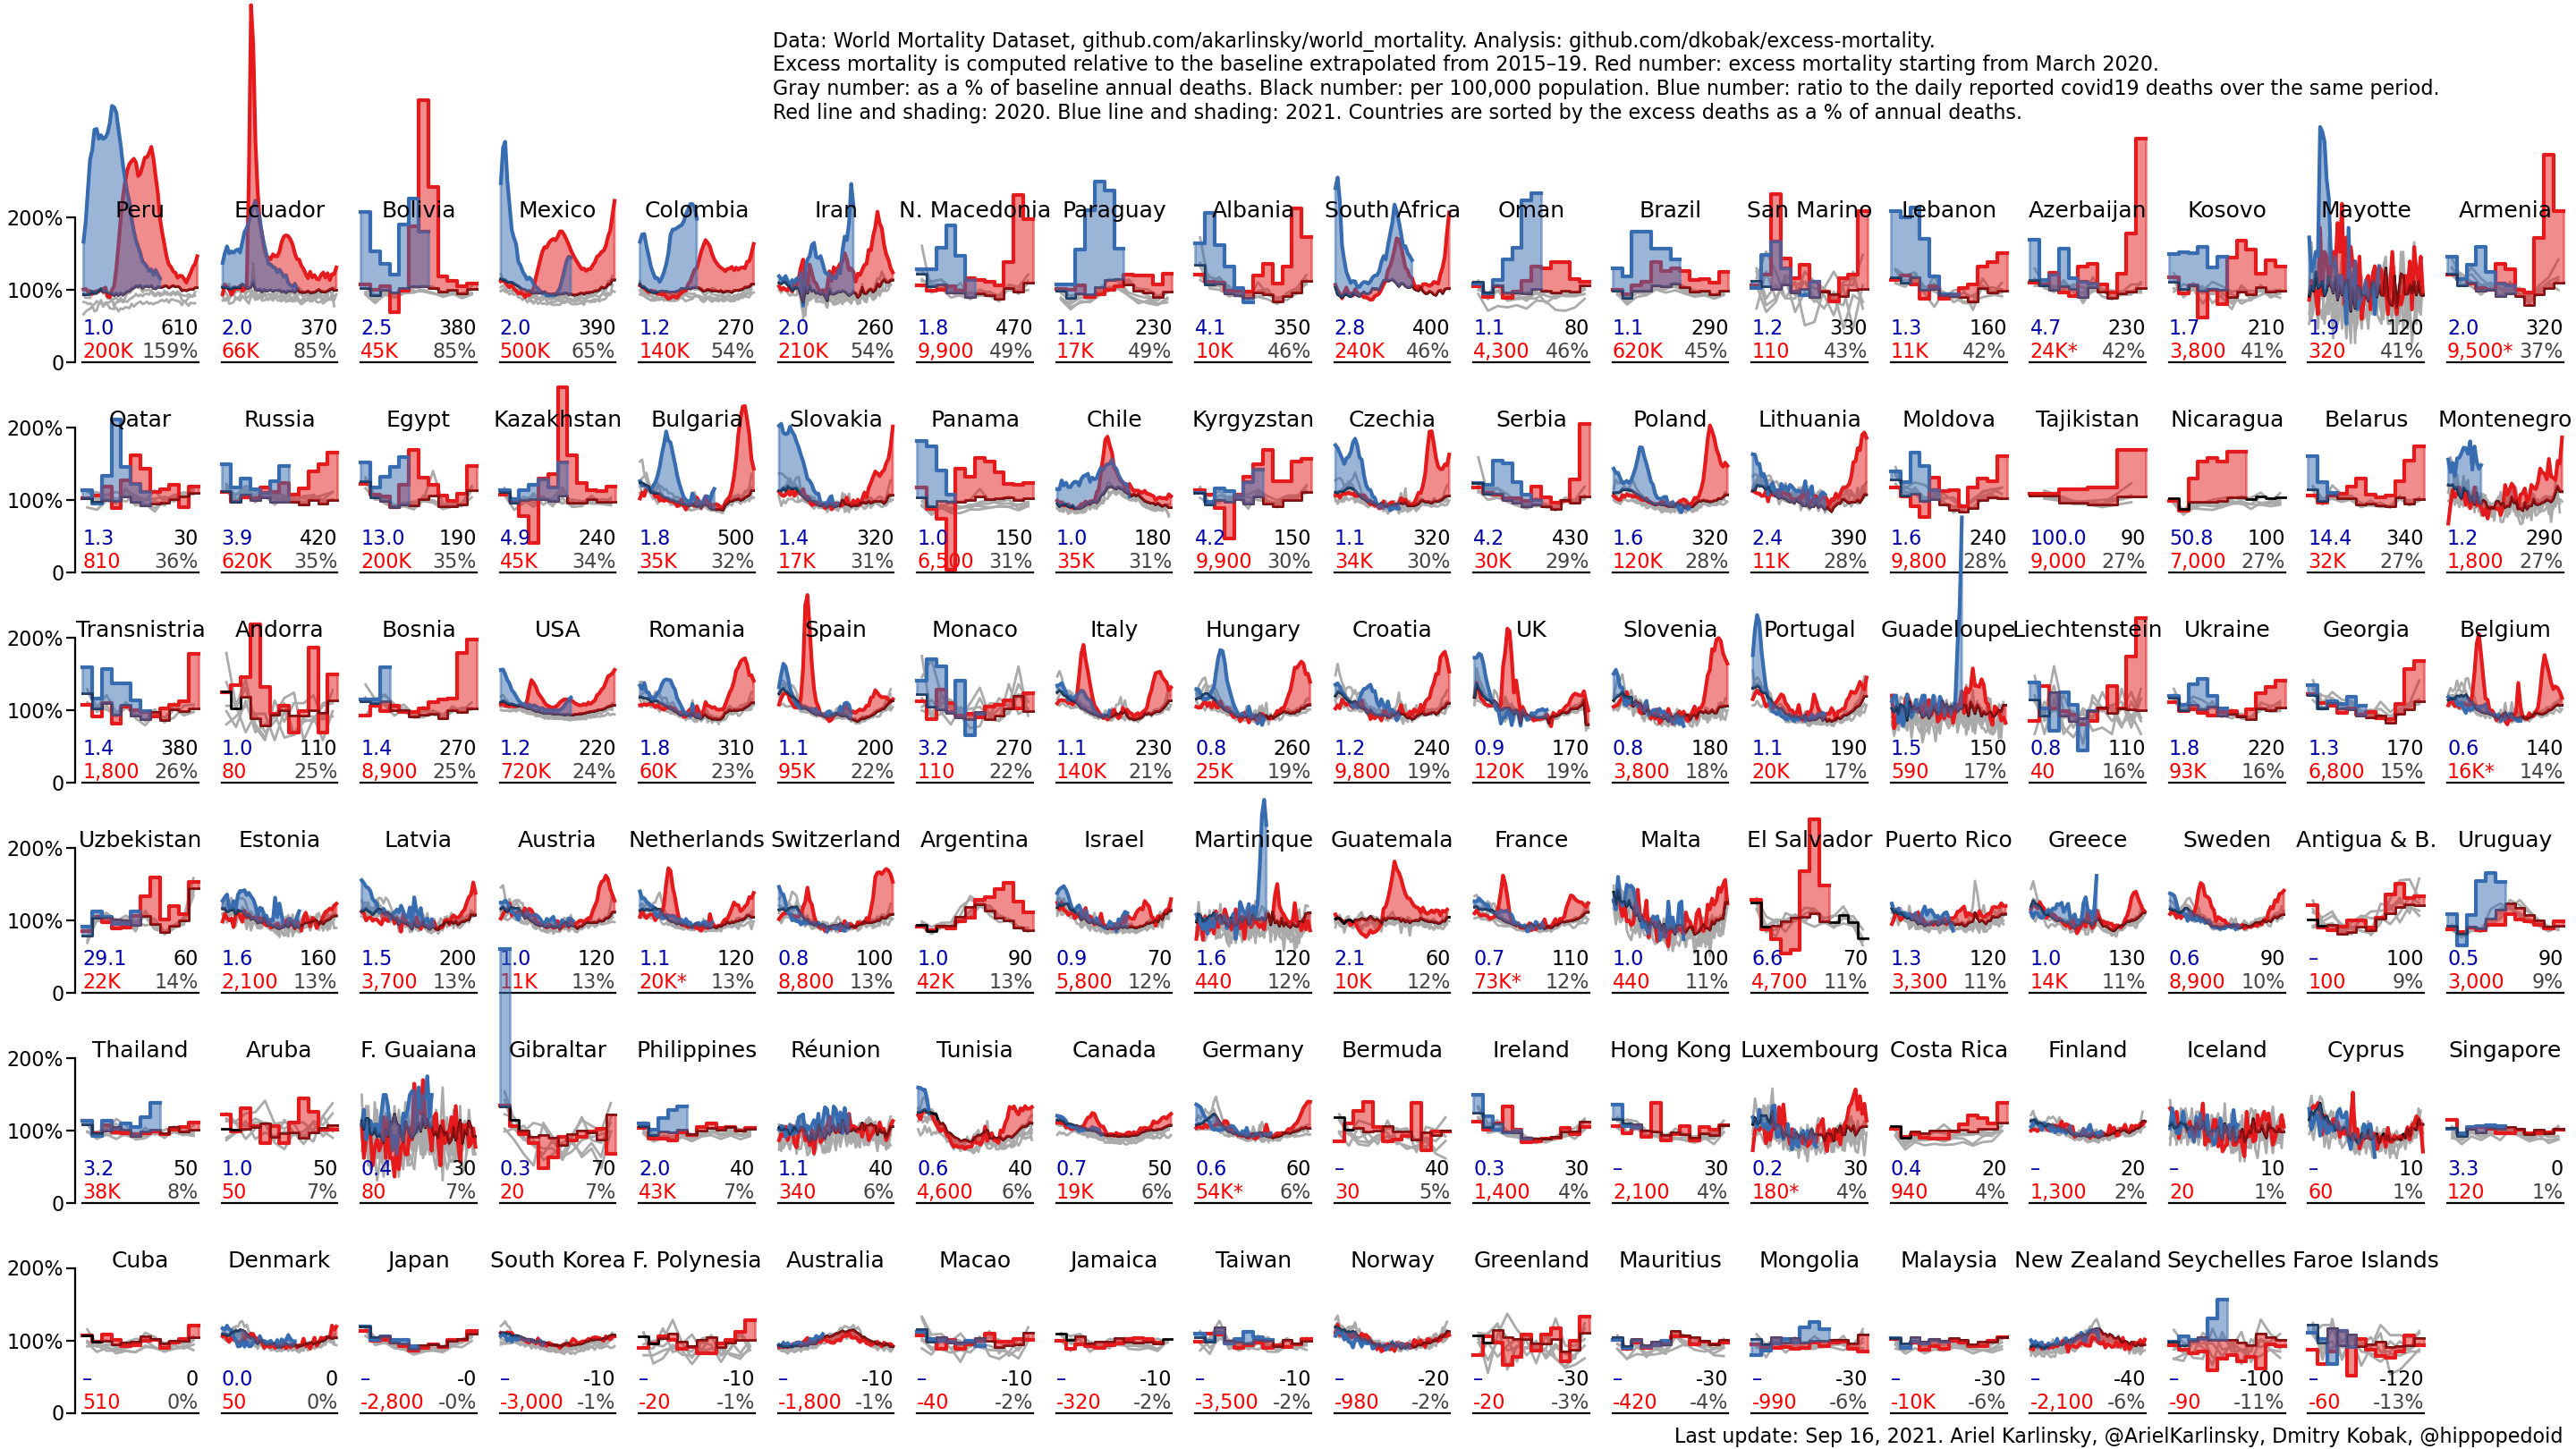 Data: World Mortality Dataset, github.com/akarlinsky/world_mortality. Analysis: github.com/dkobak/excess-mortality.
Excess mortality is computed relative to the baseline extrapolated from 2015–19. Red number: excess mortality starting from March 2020.
Gray number: as a % of baseline annual deaths. Black number: per 100,000 population. Blue number: ratio to the daily reported covid19 deaths over the same period.
Red line and shading: 2020. Blue line and shading: 2021. Countries are sorted by the excess deaths as a % of annual deaths.
200% Peru Ecuador Bolivia Mexico Colombia Iran N. Macedonia Paraguay Albania South Africa Oman Brazil San Marino Lebanon Azerbaijan Kosovo Mayotte Armenia
100%
1.0 610 2.0 370 2.5 380 2.0 390 1.2 270 2.0 260 1.8 470 1.1 230 4.1 350 2.8 400 1.1 80 1.1 290 1.2 330 1.3 160 4.7 230 1.7 210 1.9 120 2.0 320
200K 159% 66K 85% 45K 85% 500K 65% 140K 54% 210K 54% 9,900 49% 17K 49% 10K 46% 240K 46% 4,300 46% 620K 45% 110 43% 11K 42% 24K* 42% 3,800 41% 320 41% 9,500* 37%
0
200% Qatar Russia Egypt Kazakhstan Bulgaria Slovakia Panama Chile Kyrgyzstan Czechia Serbia Poland Lithuania Moldova Tajikistan Nicaragua Belarus Montenegro
100%
1.3 30 3.9 420 13.0 190 4.9 240 1.8 500 1.4 320 1.0 150 1.0 180 4.2 150 1.1 320 4.2 430 1.6 320 2.4 390 1.6 240 100.0 90 50.8 100 14.4 340 1.2 290
810 36% 620K 35% 200K 35% 45K 34% 35K 32% 17K 31% 6,500 31% 35K 31% 9,900 30% 34K 30% 30K 29% 120K 28% 11K 28% 9,800 28% 9,000 27% 7,000 27% 32K 27% 1,800 27%
0
200% Transnistria Andorra Bosnia USA Romania Spain Monaco Italy Hungary Croatia UK Slovenia Portugal Guadeloupe Liechtenstein Ukraine Georgia Belgium
100%
1.4 380 1.0 110 1.4 270 1.2 220 1.8 310 1.1 200 3.2 270 1.1 230 0.8 260 1.2 240 0.9 170 0.8 180 1.1 190 1.5 150 0.8 110 1.8 220 1.3 170 0.6 140
1,800 26% 80 25% 8,900 25% 720K 24% 60K 23% 95K 22% 110 22% 140K 21% 25K 19% 9,800 19% 120K 19% 3,800 18% 20K 17% 590 17% 40 16% 93K 16% 6,800 15% 16K* 14%
0
200% Uzbekistan Estonia Latvia Austria Netherlands Switzerland Argentina Israel Martinique Guatemala France Malta El Salvador Puerto Rico Greece Sweden Antigua & B. Uruguay
100%
29.1 60 1.6 160 1.5 200 1.0 120 1.1 120 0.8 100 1.0 90 0.9 70 1.6 120 2.1 60 0.7 110 1.0 100 6.6 70 1.3 120 1.0 130 0.6 90 – 100 0.5 90
22K 14% 2,100 13% 3,700 13% 11K 13% 20K* 13% 8,800 13% 42K 13% 5,800 12% 440 12% 10K 12% 73K* 12% 440 11% 4,700 11% 3,300 11% 14K 11% 8,900 10% 100 9% 3,000 9%
0
200% Thailand Aruba F. Guaiana Gibraltar Philippines Réunion Tunisia Canada Germany Bermuda Ireland Hong Kong Luxembourg Costa Rica Finland Iceland Cyprus Singapore
100%
3.2 50 1.0 50 0.4 30 0.3 70 2.0 40 1.1 40 0.6 40 0.7 50 0.6 60 – 40 0.3 30 – 30 0.2 30 0.4 20 – 20 – 10 – 10 3.3 0
38K 8% 50 7% 80 7% 20 7% 43K 7% 340 6% 4,600 6% 19K 6% 54K* 6% 30 5% 1,400 4% 2,100 4% 180* 4% 940 4% 1,300 2% 20 1% 60 1% 120 1%
0
200% Cuba Denmark Japan South Korea F. Polynesia Australia Macao Jamaica Taiwan Norway Greenland Mauritius Mongolia Malaysia New Zealand Seychelles Faroe Islands
100%
– 0 0.0 0 – -0 – -10 – -10 – -10 – -10 – -10 – -10 – -20 – -30 – -30 – -30 – -30 – -40 – -100 – -120
510 0% 50 0% -2,800 -0% -3,000 -1% -20 -1% -1,800 -1% -40 -2% -320 -2% -3,500 -2% -980 -2% -20 -3% -420 -4% -990 -6% -10K -6% -2,100 -6% -90 -11% -60 -13%
0
Last update: Sep 16, 2021. Ariel Karlinsky, @ArielKarlinsky, Dmitry Kobak, @hippopedoid